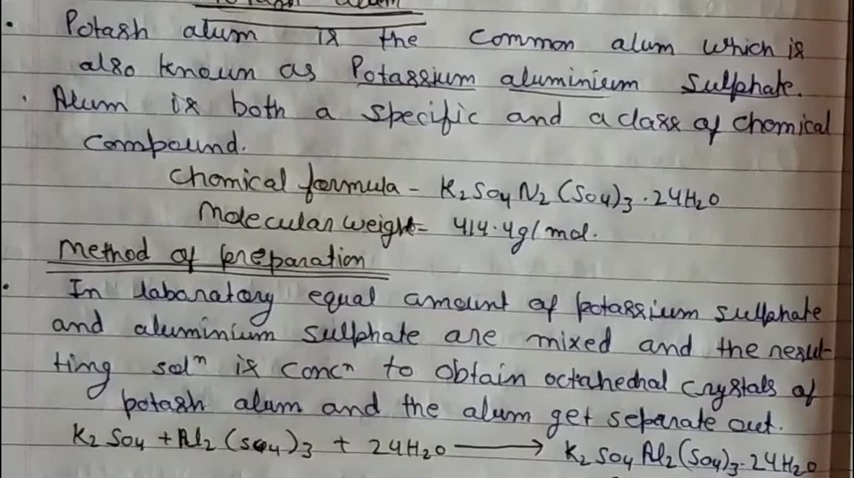 Potash alum
• Potash alum is the common alum which is
also known as Potassium aluminium Sulphate.
• Alum is both a specific and a class of chemical
compound.
Chemical formula - K2SO4 N2 (SO4)3 · 24H2O
Molecular weight = 414.4g/mol.
Method of preparation
• In laboratory equal amount of potassium sulphate
and aluminium sulphate are mixed and the resul-
ting solⁿ is concⁿ to obtain octahedral crystals of
potash alum and the alum get separate out.
K2SO4 + Al2(SO4)3 + 24H2O ⟶ K2SO4 Al2(SO4)3·24H2O